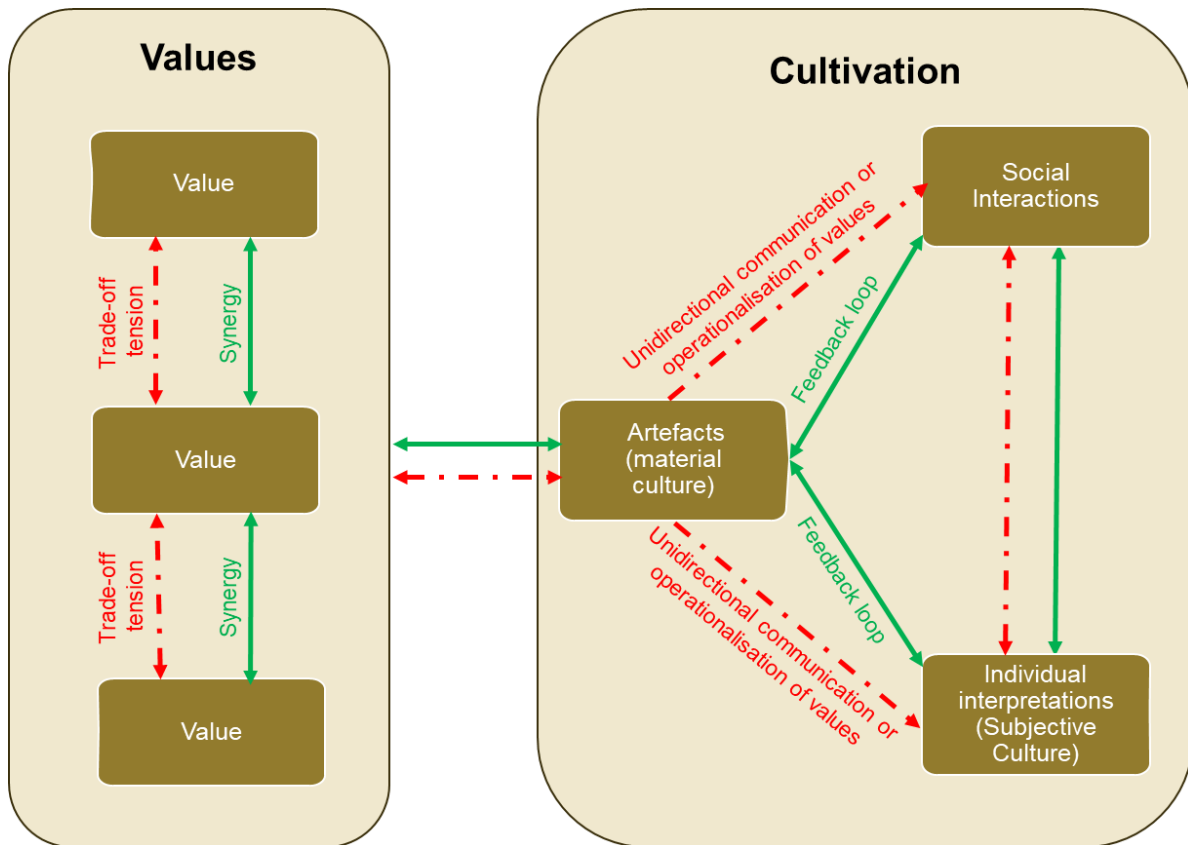 Values
Value
Trade-off
tension
Synergy
Value
Trade-off
tension
Synergy
Value
Cultivation
Social
Interactions
Unidirectional communication or
operationalisation of values
Feedback loop
Artefacts
(material
culture)
Feedback loop
Unidirectional communication or
operationalisation of values
Individual
interpretations
(Subjective
Culture)